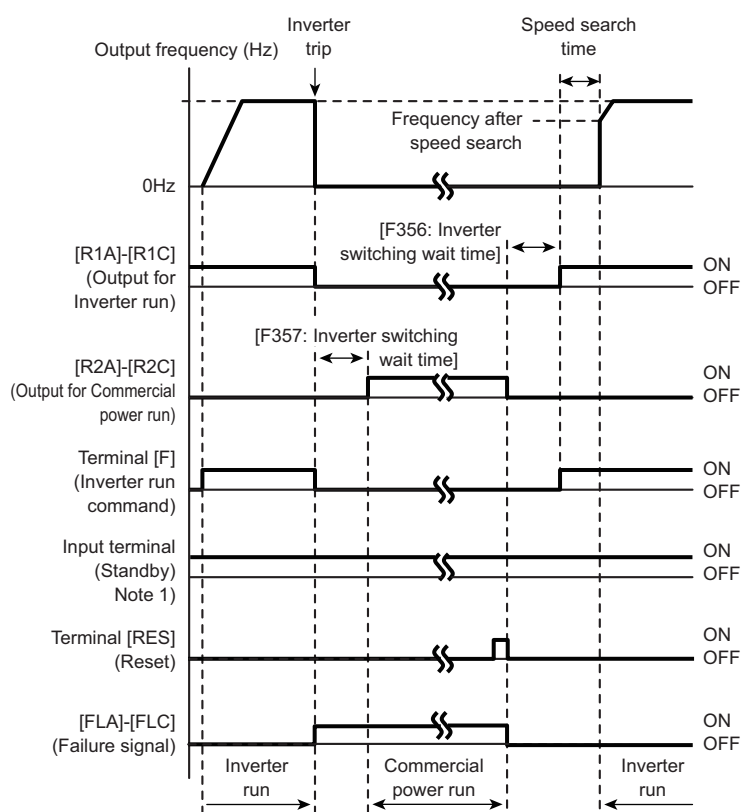 Inverter
trip
Speed search
time
Output frequency (Hz)
Frequency after
speed search
0Hz
[F356: Inverter
switching wait time]
[R1A]-[R1C]
(Output for
Inverter run)
ON
OFF
[F357: Inverter switching
wait time]
[R2A]-[R2C]
(Output for Commercial
power run)
ON
OFF
Terminal [F]
(Inverter run
command)
ON
OFF
Input terminal
(Standby)
Note 1)
ON
OFF
Terminal [RES]
(Reset)
ON
OFF
[FLA]-[FLC]
(Failure signal)
ON
OFF
Inverter
run
Commercial
power run
Inverter
run